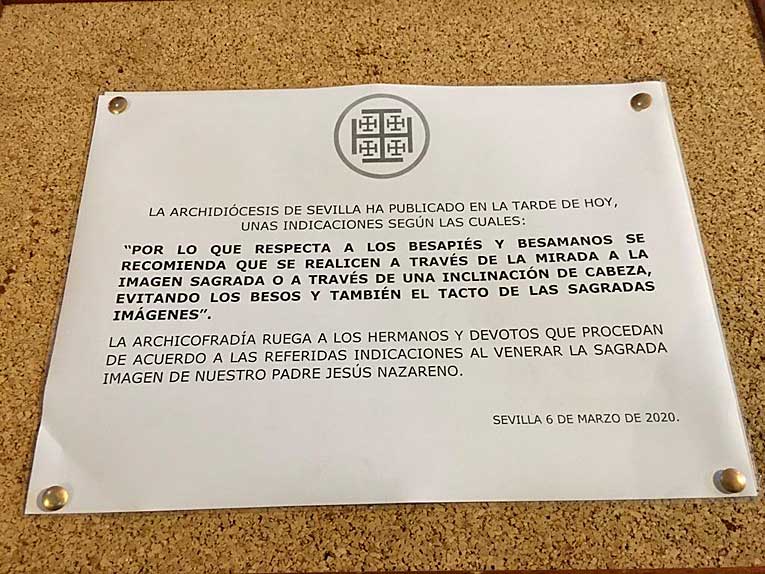 LA ARCHIDIÓCESIS DE SEVILLA HA PUBLICADO EN LA TARDE DE HOY,
UNAS INDICACIONES SEGÚN LAS CUALES:
“POR LO QUE RESPECTA A LOS BESAPIÉS Y BESAMANOS SE
RECOMIENDA QUE SE REALICEN A TRAVÉS DE LA MIRADA A LA
IMAGEN SAGRADA O A TRAVÉS DE UNA INCLINACIÓN DE CABEZA,
EVITANDO LOS BESOS Y TAMBIÉN EL TACTO DE LAS SAGRADAS
IMÁGENES”.
LA ARCHICOFRADÍA RUEGA A LOS HERMANOS Y DEVOTOS QUE PROCEDAN
DE ACUERDO A LAS REFERIDAS INDICACIONES AL VENERAR LA SAGRADA
IMAGEN DE NUESTRO PADRE JESÚS NAZARENO.
SEVILLA 6 DE MARZO DE 2020.